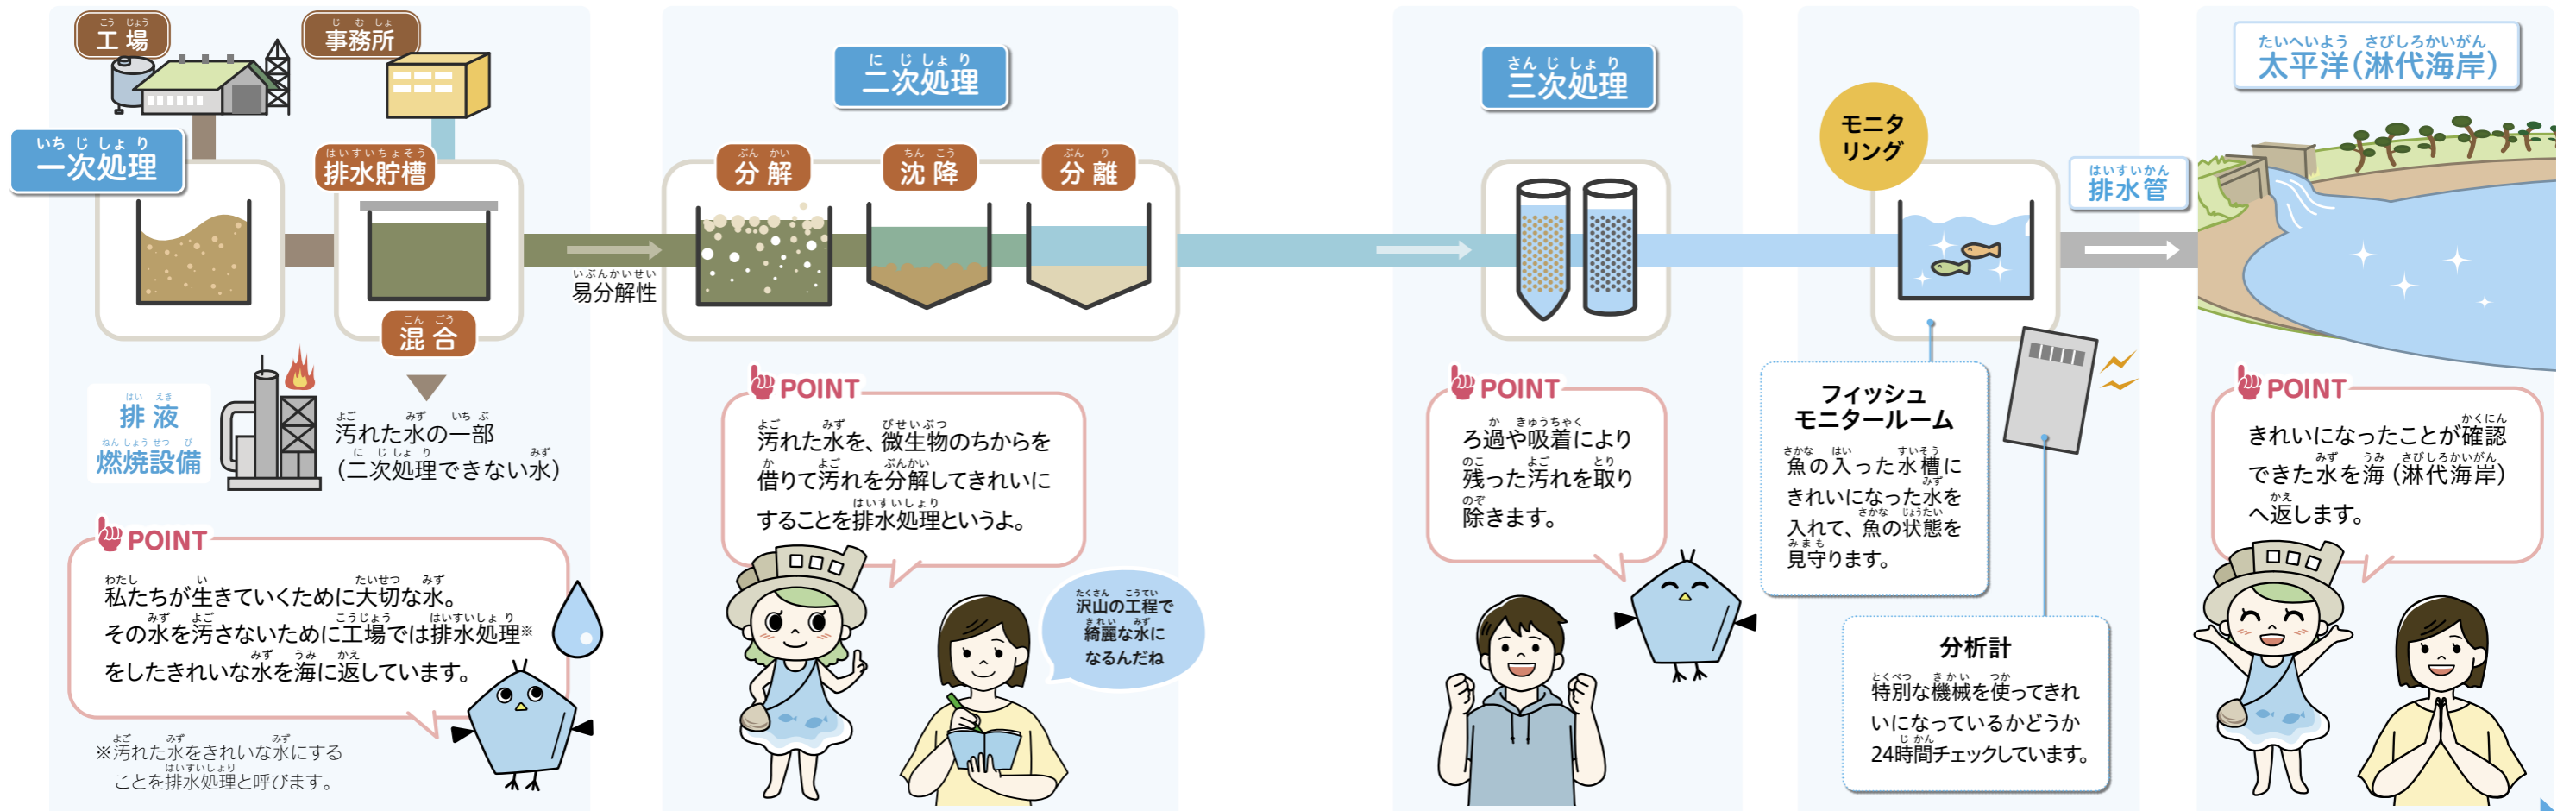 工場
事務所
一次処理
排水貯槽
混合
排液
燃焼設備
汚れた水の一部
（二次処理できない水）
POINT
私たちが生きていくために大切な水。
その水を汚さないために工場では排水処理※
をしたきれいな水を海に返しています。
※汚れた水をきれいな水にする
ことを排水処理と呼びます。
易分解性
二次処理
分解
沈降
分離
POINT
汚れた水を、微生物のちからを
借りて汚れを分解してきれいに
することを排水処理というよ。
沢山の工程で
綺麗な水に
なるんだね
三次処理
POINT
ろ過や吸着により
残った汚れを取り
除きます。
モニタ
リング
フィッシュ
モニタールーム
魚の入った水槽に
きれいになった水を
入れて、魚の状態を
見守ります。
分析計
特別な機械を使ってきれ
いになっているかどうか
24時間チェックしています。
排水管
太平洋（淋代海岸）
POINT
きれいになったことが確認
できた水を海（淋代海岸）
へ返します。